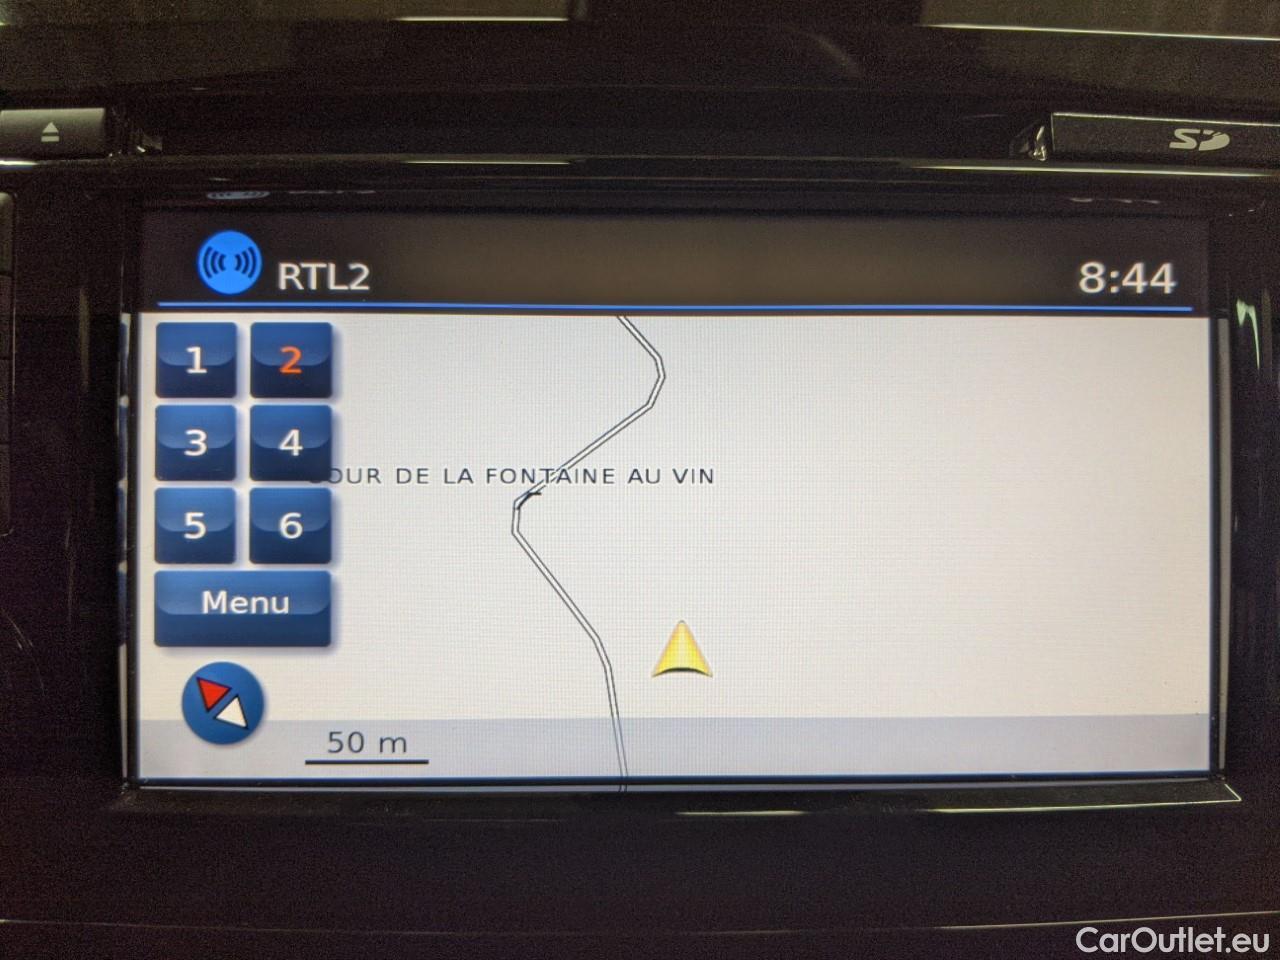 SD
RTL2
8:44
1
2
3
4
OUR DE LA FONTAINE AU VIN
5
6
Menu
50 m
CarOutlet.eu